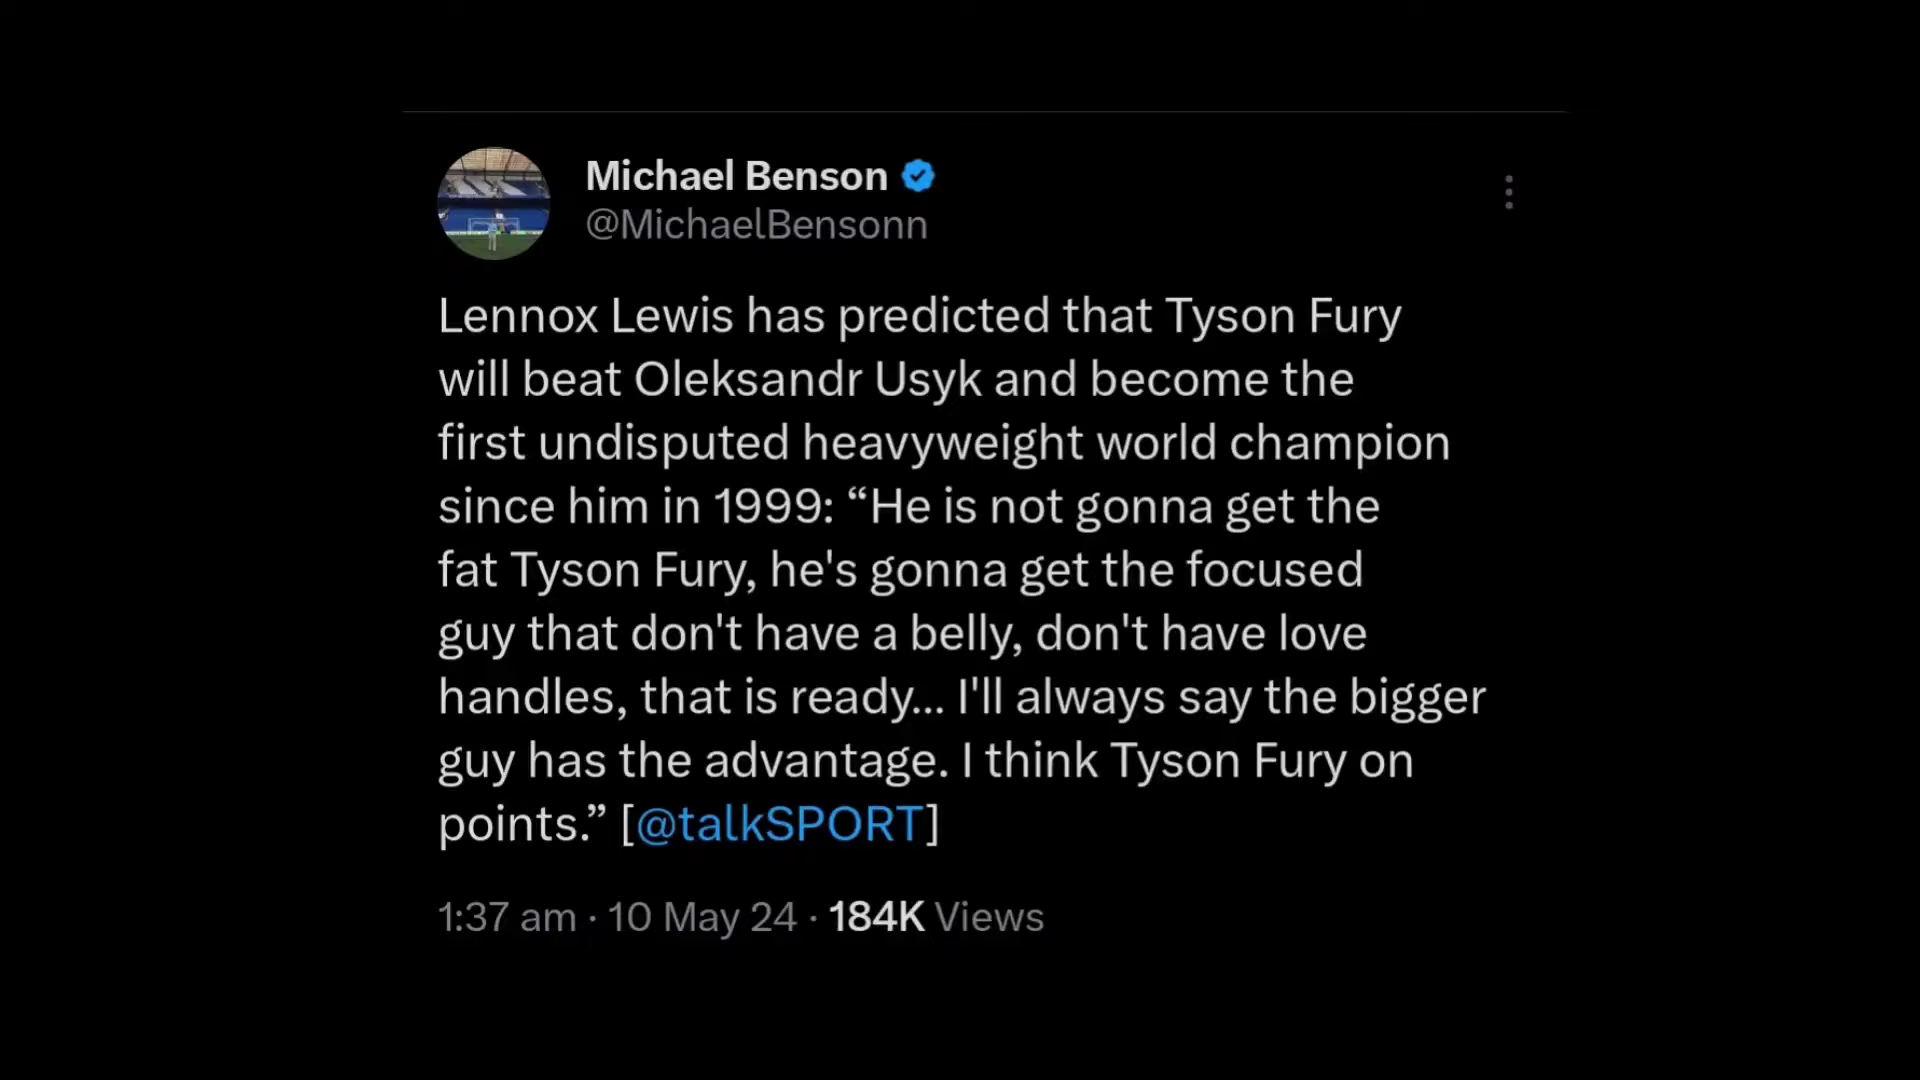 Michael Benson
@MichaelBensonn
Lennox Lewis has predicted that Tyson Fury
will beat Oleksandr Usyk and become the
first undisputed heavyweight world champion
since him in 1999: “He is not gonna get the
fat Tyson Fury, he's gonna get the focused
guy that don't have a belly, don't have love
handles, that is ready... I'll always say the bigger
guy has the advantage. I think Tyson Fury on
points.” [@talkSPORT]
1:37 am · 10 May 24 · 184K Views